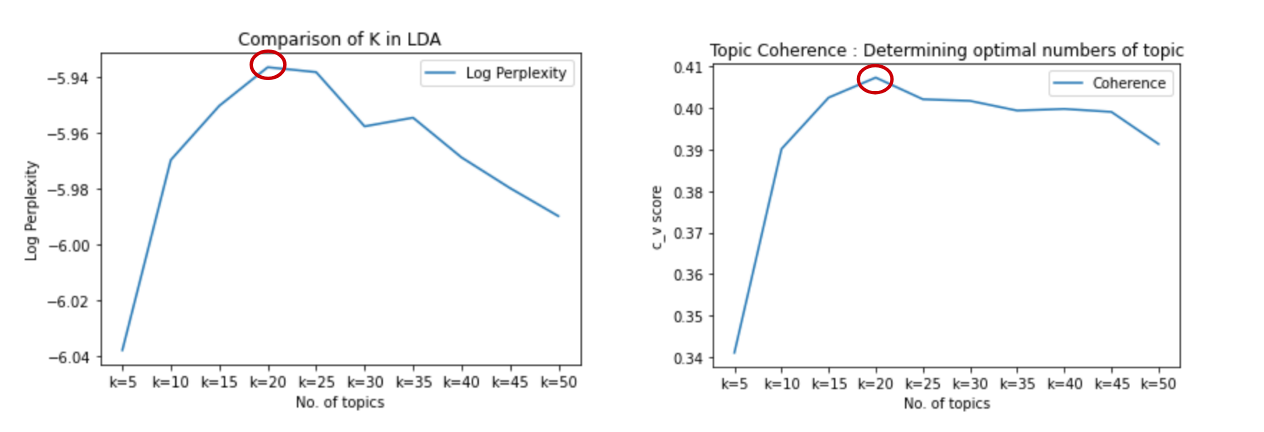 Comparison of K in LDA
Log Perplexity
−5.94
−5.96
−5.98
−6.00
−6.02
−6.04
Log Perplexity
k=5 k=10 k=15 k=20 k=25 k=30 k=35 k=40 k=45 k=50
No. of topics
Topic Coherence : Determining optimal numbers of topic
Coherence
0.41
0.40
0.39
0.38
0.37
0.36
0.35
0.34
c_v score
k=5 k=10 k=15 k=20 k=25 k=30 k=35 k=40 k=45 k=50
No. of topics